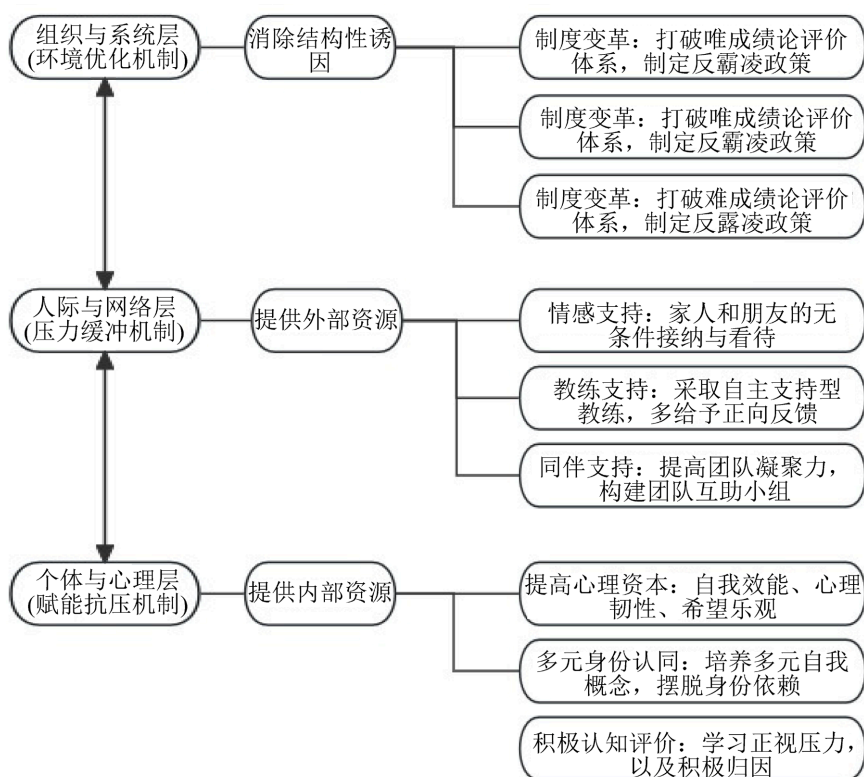 组织与系统层
(环境优化机制)
消除结构性诱
因
制度变革：打破唯成绩论评价
体系，制定反霸凌政策
制度变革：打破唯成绩论评价
体系，制定反霸凌政策
制度变革：打破难成绩论评价
体系，制定反露凌政策
人际与网络层
(压力缓冲机制)
提供外部资源
情感支持：家人和朋友的无
条件接纳与看待
教练支持：采取自主支持型
教练，多给予正向反馈
同伴支持：提高团队凝聚力，
构建团队互助小组
个体与心理层
(赋能抗压机制)
提供内部资源
提高心理资本：自我效能、心理
韧性、希望乐观
多元身份认同：培养多元自我
概念，摆脱身份依赖
积极认知评价：学习正视压力，
以及积极归因